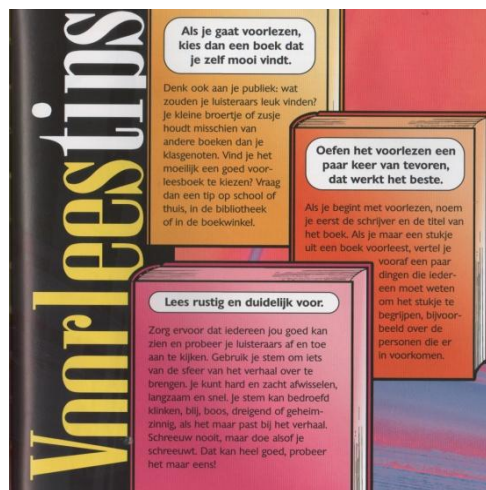 Voorleestips
Als je gaat voorlezen,
kies dan een boek dat
je zelf mooi vindt.
Denk ook aan je publiek: wat
zouden je luisteraars leuk vinden?
Je kleine broertje of zusje
houdt misschien van
andere boeken dan je
klasgenoten. Vind je het
moeilijk een goed voor-
leesboek te kiezen? Vraag
dan een tip op school of
thuis, in de bibliotheek
of in de boekwinkel.
Oefen het voorlezen een
paar keer van tevoren,
dat werkt het beste.
Als je begint met voorlezen, noem
je eerst de schrijver en de titel van
het boek. Als je maar een stukje
uit een boek voorleest, vertel je
vooraf een paar
dingen die ieder-
een moet weten
om het stukje te
begrijpen, bijvoor-
beeld over de
personen die er
in voorkomen.
Lees rustig en duidelijk voor.
Zorg ervoor dat iedereen jou goed kan
zien en probeer je luisteraars af en toe
aan te kijken. Gebruik je stem om iets
van de sfeer van het verhaal over te
brengen. Je kunt hard en zacht afwisselen,
langzaam en snel. Je stem kan bedroefd
klinken, blij, boos, dreigend of geheim-
zinnig, als het maar past bij het verhaal.
Schreeuw nooit, maar doe alsof je
schreeuwt. Dat kan heel goed, probeer
het maar eens!